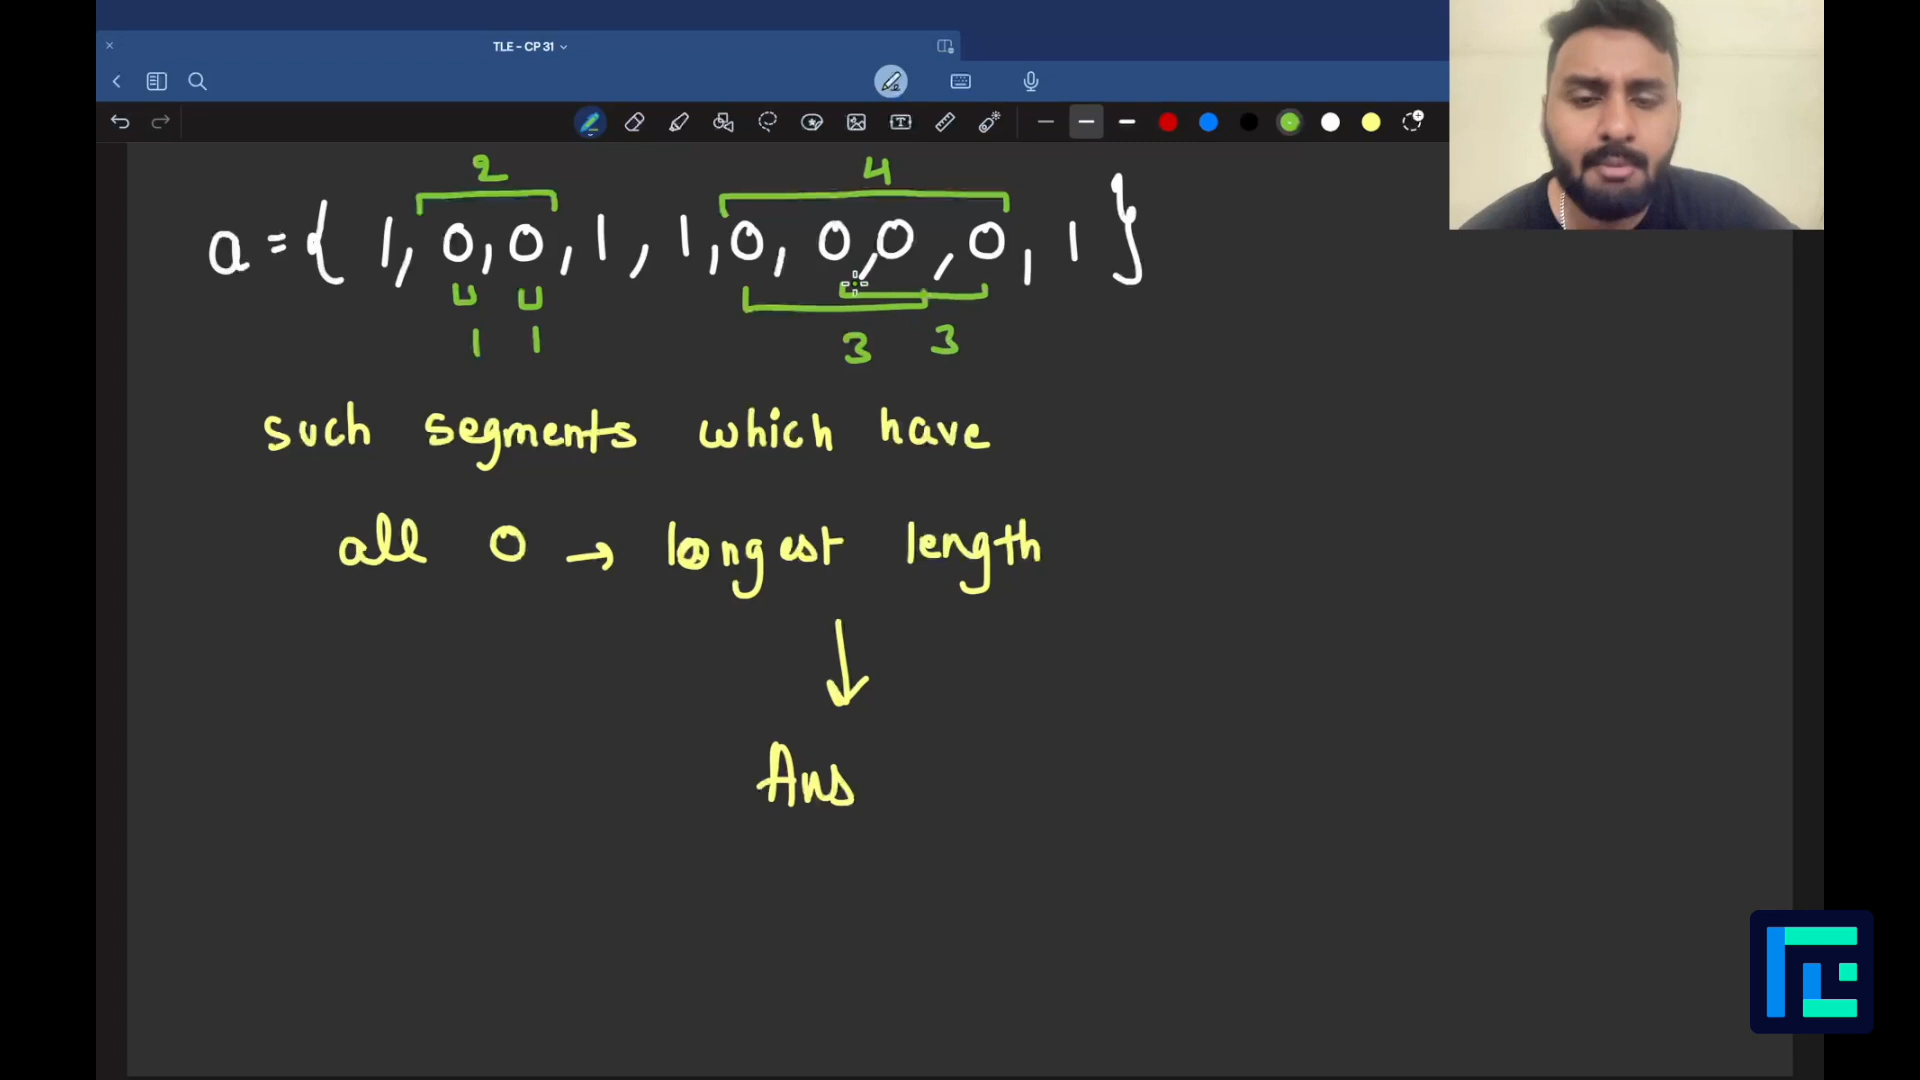 TLE - CP 31
2 4
a = { 1, 0, 0, 1, 1, 0, 0, 0, 0, 1 }
1 1 3 3
such segments which have
all 0 → longest length
↓
Ans